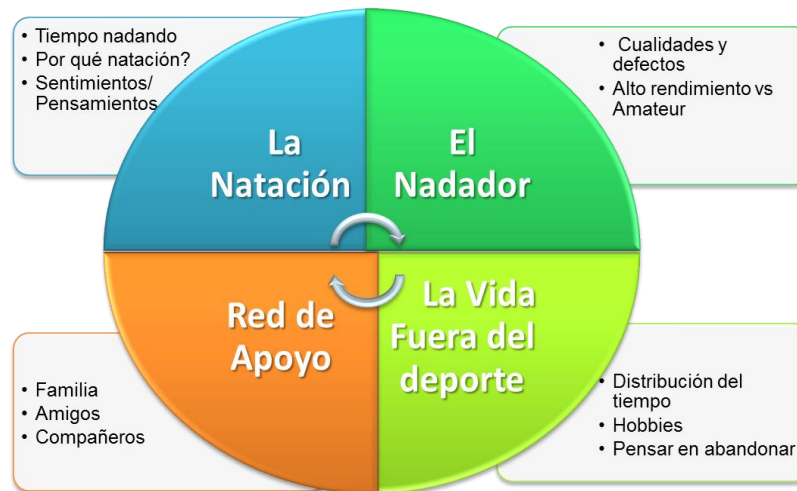 • Tiempo nadando
• Por qué natación?
• Sentimientos/
Pensamientos
• Cualidades y
defectos
• Alto rendimiento vs
Amateur
La
Natación
El
Nadador
Red de
Apoyo
La Vida
Fuera del
deporte
• Familia
• Amigos
• Compañeros
• Distribución del
tiempo
• Hobbies
• Pensar en abandonar